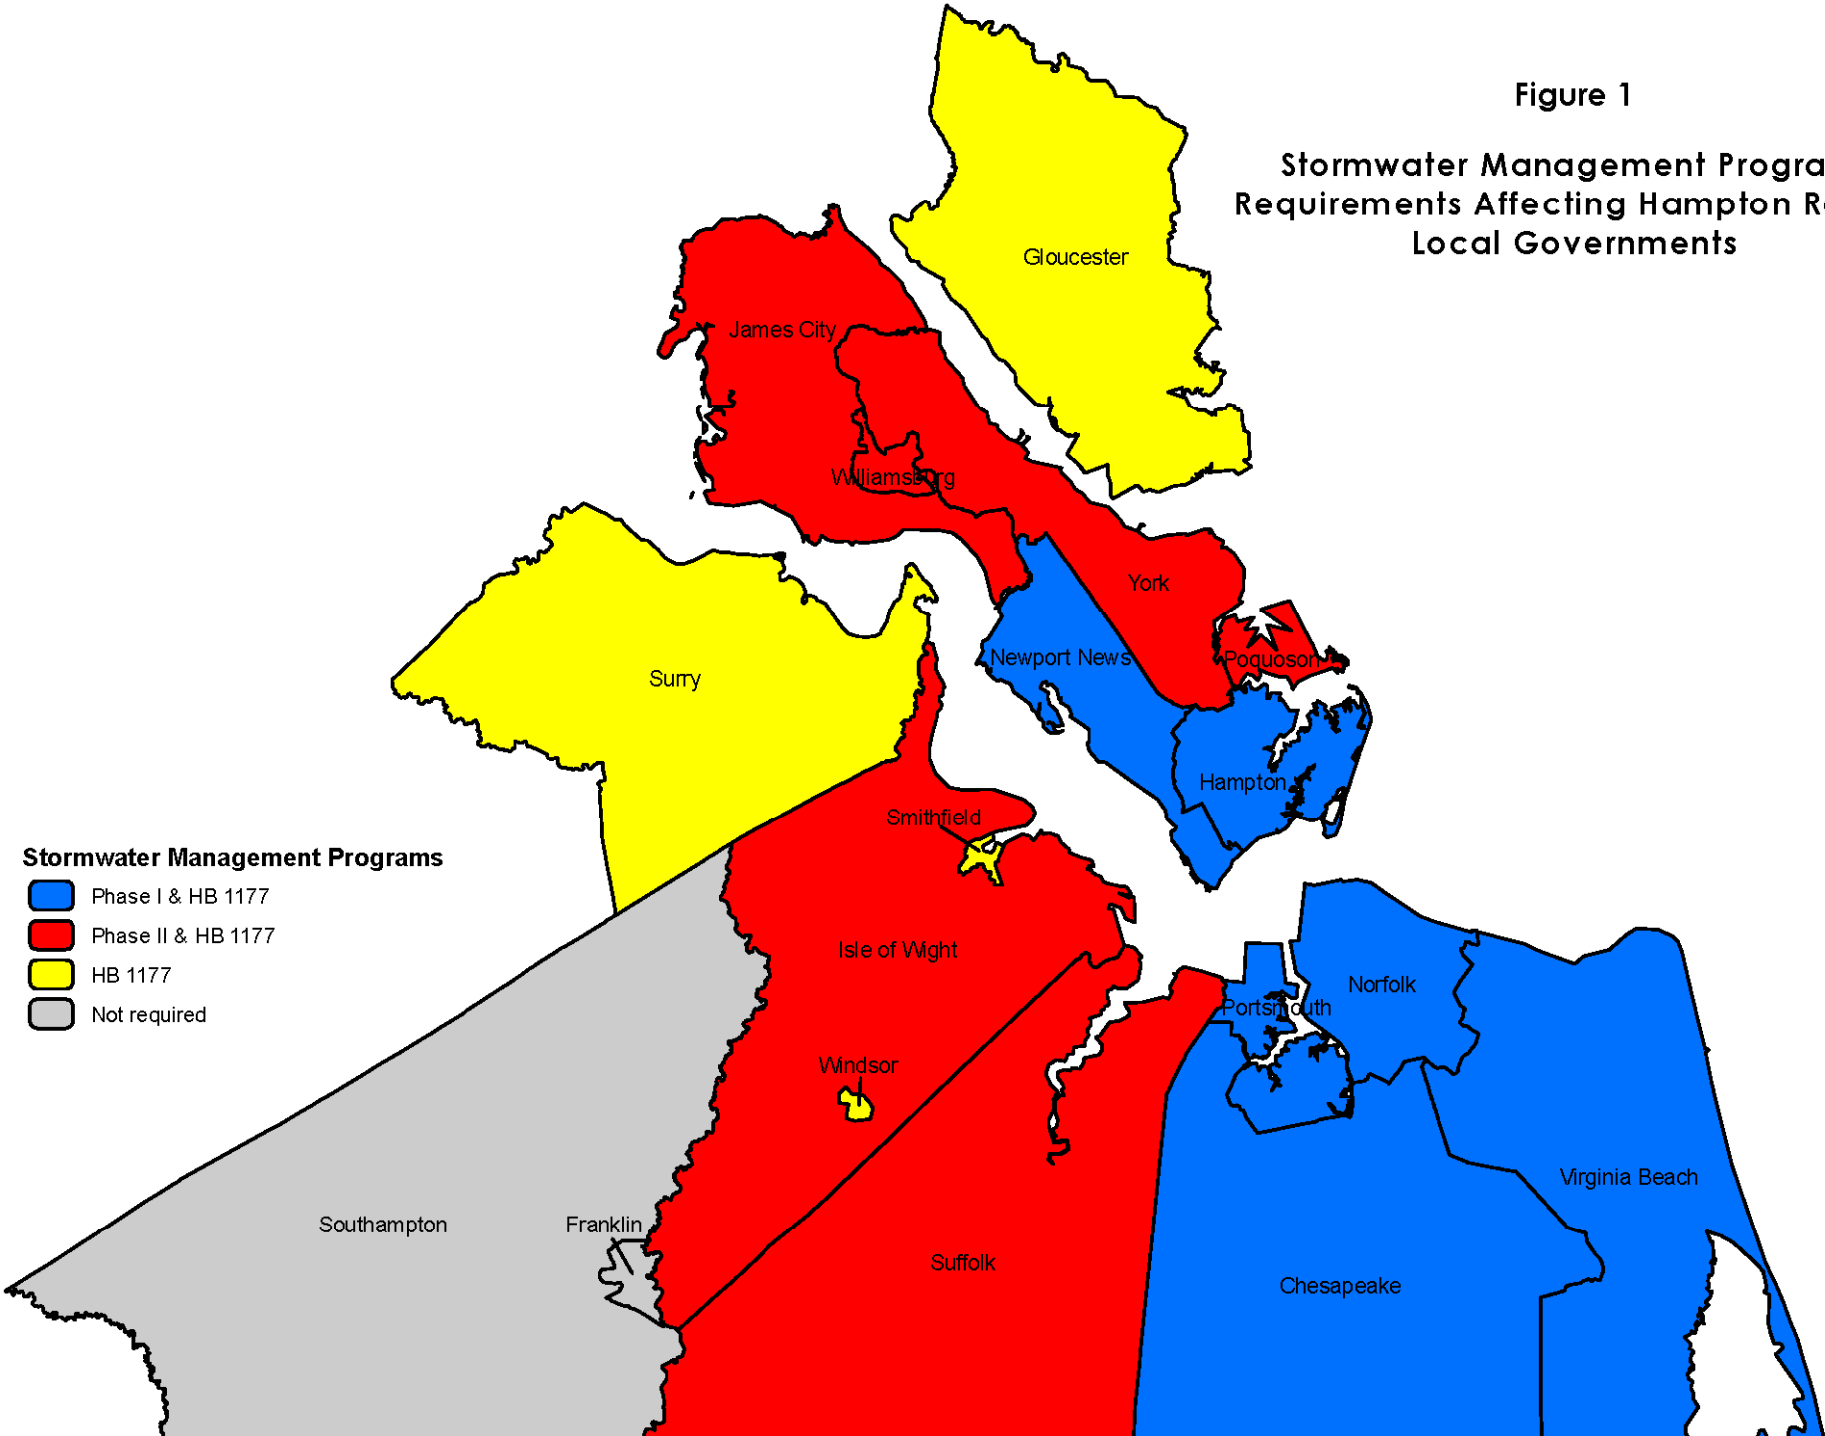 Figure 1
Stormwater Management Progra
Requirements Affecting Hampton R
Local Governments
Gloucester
James City
Williamsburg
York
Newport News
Poquoson
Surry
Hampton
Smithfield
Stormwater Management Programs
Phase I & HB 1177
Phase II & HB 1177
HB 1177
Not required
Isle of Wight
Norfolk
Portsmouth
Windsor
Virginia Beach
Southampton
Franklin
Suffolk
Chesapeake